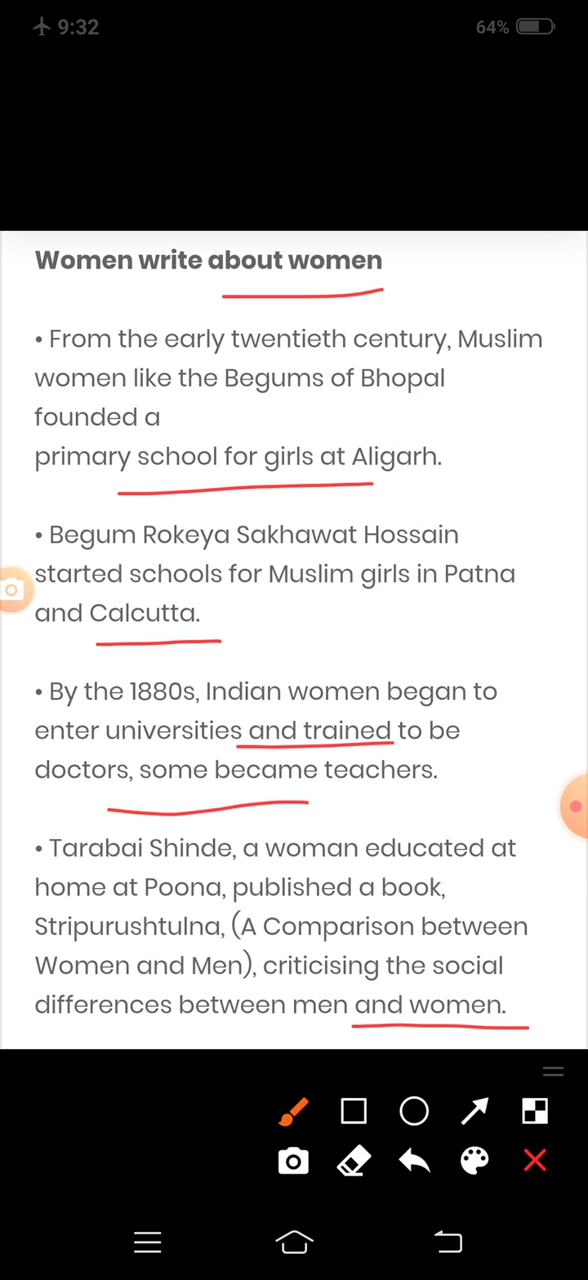 9:32
64%
Women write about women
• From the early twentieth century, Muslim
women like the Begums of Bhopal
founded a
primary school for girls at Aligarh.
• Begum Rokeya Sakhawat Hossain
started schools for Muslim girls in Patna
and Calcutta.
• By the 1880s, Indian women began to
enter universities and trained to be
doctors, some became teachers.
• Tarabai Shinde, a woman educated at
home at Poona, published a book,
Stripurushtulna, (A Comparison between
Women and Men), criticising the social
differences between men and women.